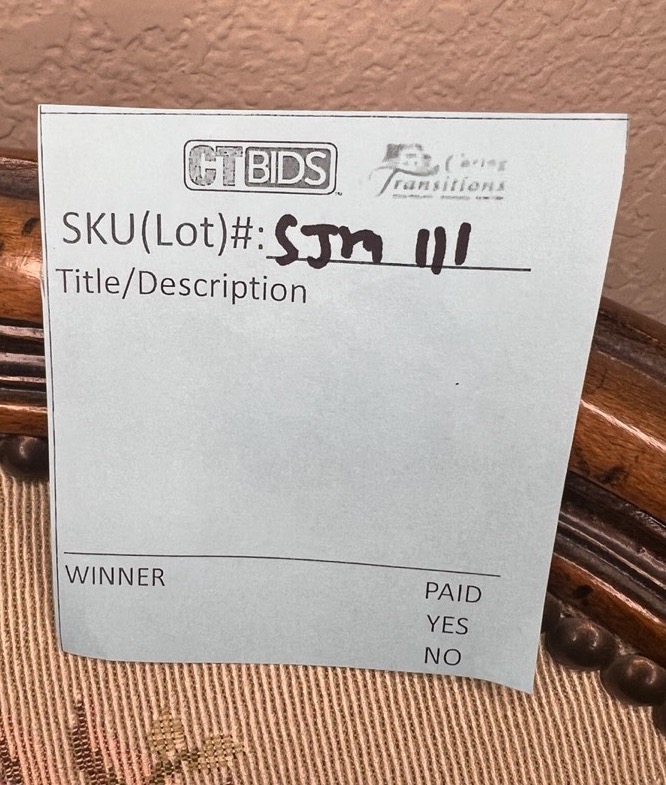 CTBIDS
Caring
Transitions
SKU(Lot)#: SJM 111
Title/Description
WINNER
PAID
YES
NO